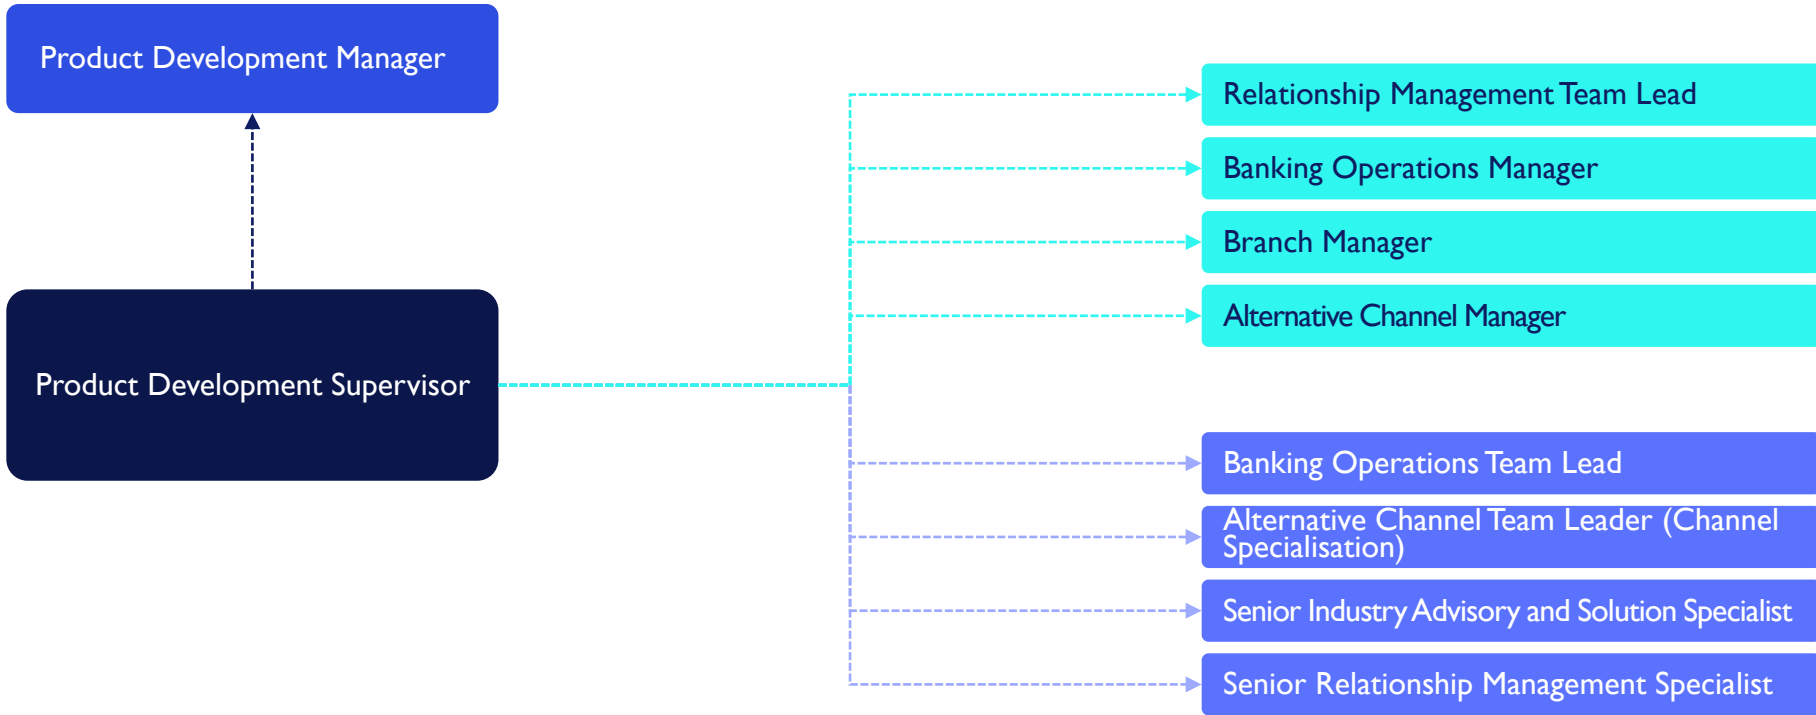 Product Development Manager
Relationship Management Team Lead
Banking Operations Manager
Branch Manager
Alternative Channel Manager
Product Development Supervisor
Banking Operations Team Lead
Alternative Channel Team Leader (Channel
Specialisation)
Senior Industry Advisory and Solution Specialist
Senior Relationship Management Specialist